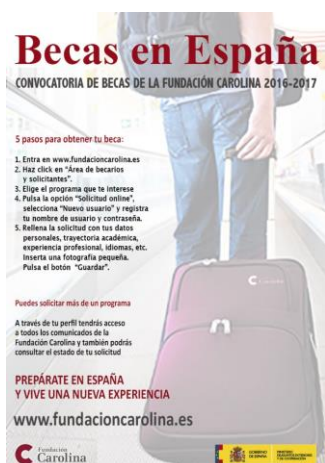 Becas en España
CONVOCATORIA DE BECAS DE LA FUNDACIÓN CAROLINA 2016-2017
5 pasos para obtener tu beca:
1. Entra en www.fundacioncarolina.es
2. Haz click en "Área de becarios
y solicitantes".
3. Elige el programa que te interese
4. Pulsa la opción "Solicitud online",
selecciona "Nuevo usuario" y registra
tu nombre de usuario y contraseña.
5. Rellena la solicitud con tus datos
personales, trayectoria académica,
experiencia profesional, idiomas, etc.
Inserta una fotografía pequeña.
Pulsa el botón "Guardar".
Puedes solicitar más de un programa
A través de tu perfil tendrás acceso
a todos los comunicados de la
Fundación Carolina y también podrás
consultar el estado de tu solicitud
PREPÁRATE EN ESPAÑA
Y VIVE UNA NUEVA EXPERIENCIA
www.fundacioncarolina.es
Carolina
Fundación
Carolina
GOBIERNO
DE ESPAÑA